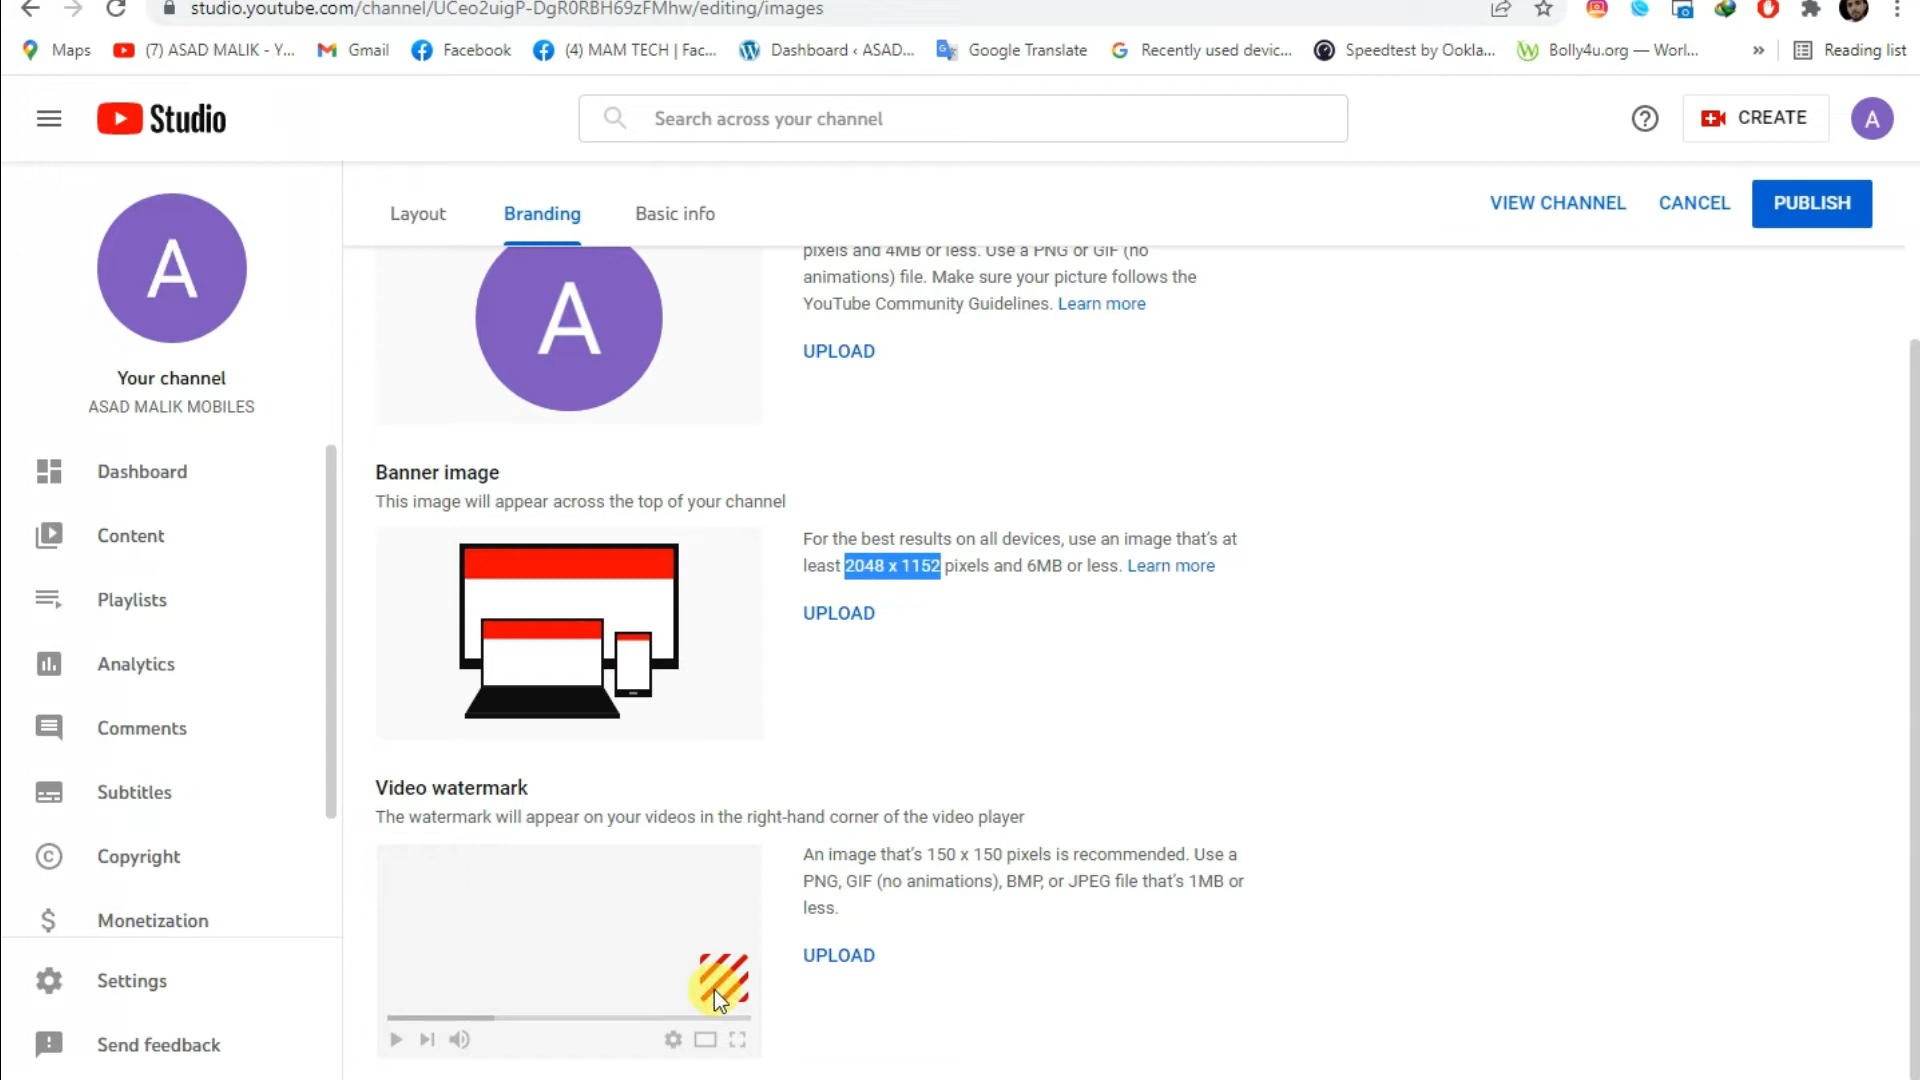 studio.youtube.com/channel/UCeo2uigP-DgR0RBH69zFMhw/editing/images
Maps
(7) ASAD MALIK - Y...
Gmail
Facebook
(4) MAM TECH | Fac...
Dashboard ‹ ASAD...
Google Translate
Recently used devic...
Speedtest by Ookla...
Bolly4u.org — Worl...
»
Reading list
Studio
Search across your channel
CREATE
A
A
Your channel
ASAD MALIK MOBILES
Dashboard
Content
Playlists
Analytics
Comments
Subtitles
Copyright
Monetization
Settings
Send feedback
Layout
Branding
Basic info
VIEW CHANNEL
CANCEL
PUBLISH
A
pixels and 4MB or less. Use a PNG or GIF (no
animations) file. Make sure your picture follows the
YouTube Community Guidelines. Learn more
UPLOAD
Banner image
This image will appear across the top of your channel
For the best results on all devices, use an image that's at
least 2048 x 1152 pixels and 6MB or less. Learn more
UPLOAD
Video watermark
The watermark will appear on your videos in the right-hand corner of the video player
An image that's 150 x 150 pixels is recommended. Use a
PNG, GIF (no animations), BMP, or JPEG file that's 1MB or
less.
UPLOAD